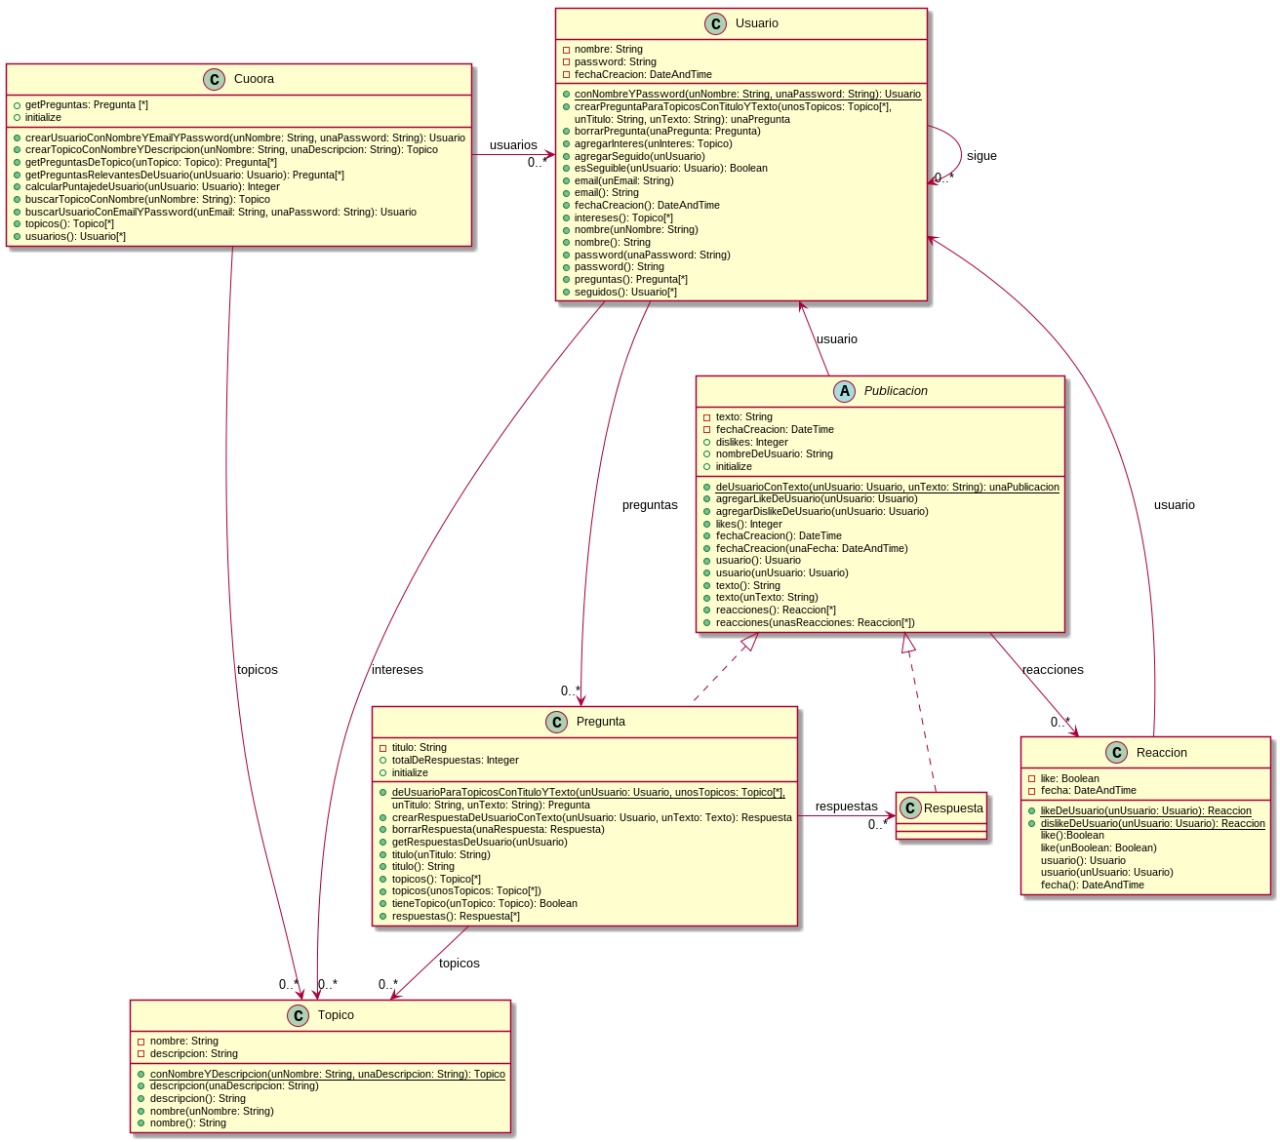 C Usuario
nombre: String
password: String
fechaCreacion: DateAndTime
conNombreYPassword(unNombre: String, unaPassword: String): Usuario
crearPreguntaParaTopicosConTituloYTexto(unosTopicos: Topico[*],
unTitulo: String, unTexto: String): unaPregunta
borrarPregunta(unaPregunta: Pregunta)
agregarInteres(unInteres: Topico)
agregarSeguido(unUsuario)
esSeguible(unUsuario: Usuario): Boolean
email(unEmail: String)
email(): String
fechaCreacion(): DateAndTime
intereses(): Topico[*]
nombre(unNombre: String)
nombre(): String
password(unaPassword: String)
password(): String
preguntas(): Pregunta[*]
seguidos(): Usuario[*]
C Cuoora
getPreguntas: Pregunta [*]
initialize
crearUsuarioConNombreYEmailYPassword(unNombre: String, unaPassword: String): Usuario
crearTopicoConNombreYDescripcion(unNombre: String, unaDescripcion: String): Topico
getPreguntasDeTopico(unTopico: Topico): Pregunta[*]
getPreguntasRelevantesDeUsuario(unUsuario: Usuario): Pregunta[*]
calcularPuntajedeUsuario(unUsuario: Usuario): Integer
buscarTopicoConNombre(unNombre: String): Topico
buscarUsuarioConEmailYPassword(unEmail: String, unaPassword: String): Usuario
topicos(): Topico[*]
usuarios(): Usuario[*]
usuarios
0..*
sigue
0..*
usuario
A Publicacion
texto: String
fechaCreacion: DateTime
dislikes: Integer
nombreDeUsuario: String
initialize
deUsuarioConTexto(unUsuario: Usuario, unTexto: String): unaPublicacion
agregarLikeDeUsuario(unUsuario: Usuario)
agregarDislikeDeUsuario(unUsuario: Usuario)
likes(): Integer
fechaCreacion(): DateTime
fechaCreacion(unaFecha: DateAndTime)
usuario(): Usuario
usuario(unUsuario: Usuario)
texto(): String
texto(unTexto: String)
reacciones(): Reaccion[*]
reacciones(unasReacciones: Reaccion[*])
preguntas
usuario
topicos
intereses
reacciones
0..*
0..*
C Pregunta
titulo: String
totalDeRespuestas: Integer
initialize
deUsuarioParaTopicosConTituloYTexto(unUsuario: Usuario, unosTopicos: Topico[*],
unTitulo: String, unTexto: String): Pregunta
crearRespuestaDeUsuarioConTexto(unUsuario: Usuario, unTexto: Texto): Respuesta
borrarRespuesta(unaRespuesta: Respuesta)
getRespuestasDeUsuario(unUsuario)
titulo(unTitulo: String)
titulo(): String
topicos(): Topico[*]
topicos(unosTopicos: Topico[*])
tieneTopico(unTopico: Topico): Boolean
respuestas(): Respuesta[*]
respuestas
0..*
C Respuesta
C Reaccion
like: Boolean
fecha: DateAndTime
likeDeUsuario(unUsuario: Usuario): Reaccion
dislikeDeUsuario(unUsuario: Usuario): Reaccion
like():Boolean
like(unBoolean: Boolean)
usuario(): Usuario
usuario(unUsuario: Usuario)
fecha(): DateAndTime
topicos
0..*
0..*
0..*
C Topico
nombre: String
descripcion: String
conNombreYDescripcion(unNombre: String, unaDescripcion: String): Topico
descripcion(unaDescripcion: String)
descripcion(): String
nombre(unNombre: String)
nombre(): String